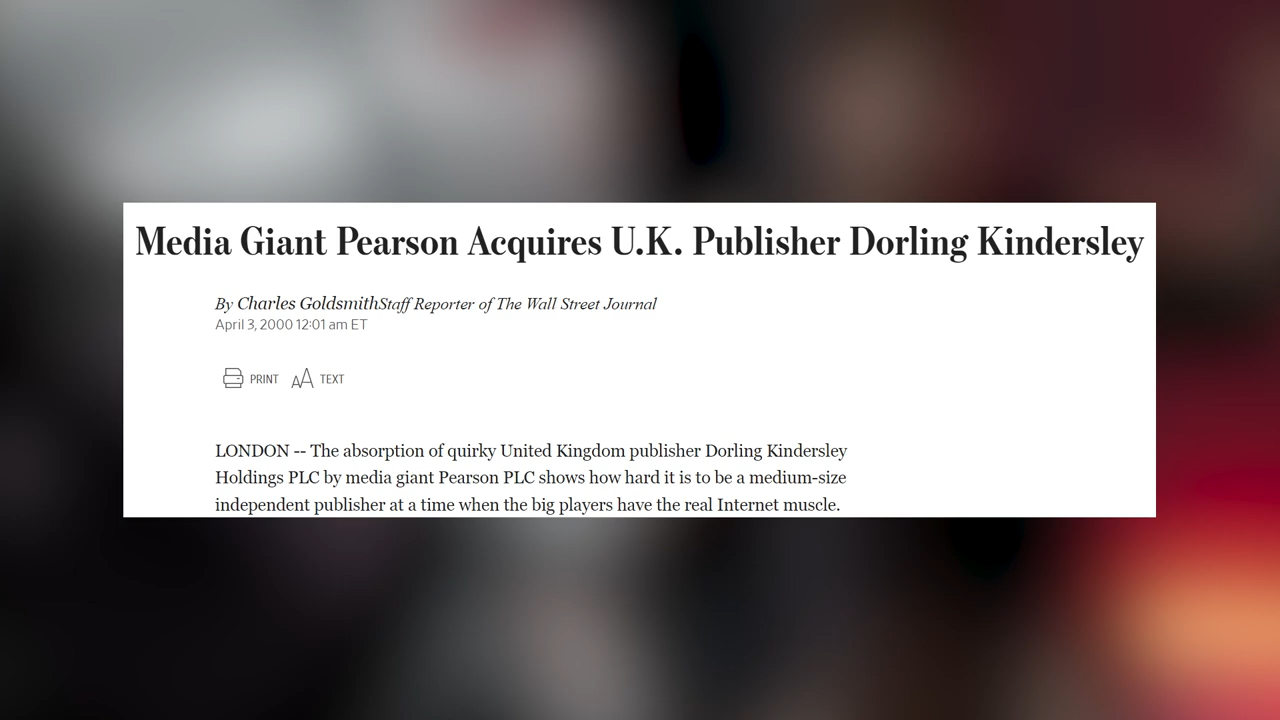 Media Giant Pearson Acquires U.K. Publisher Dorling Kindersley
By Charles GoldsmithStaff Reporter of The Wall Street Journal
April 3, 2000 12:01 am ET
PRINT AA TEXT
LONDON -- The absorption of quirky United Kingdom publisher Dorling Kindersley
Holdings PLC by media giant Pearson PLC shows how hard it is to be a medium-size
independent publisher at a time when the big players have the real Internet muscle.